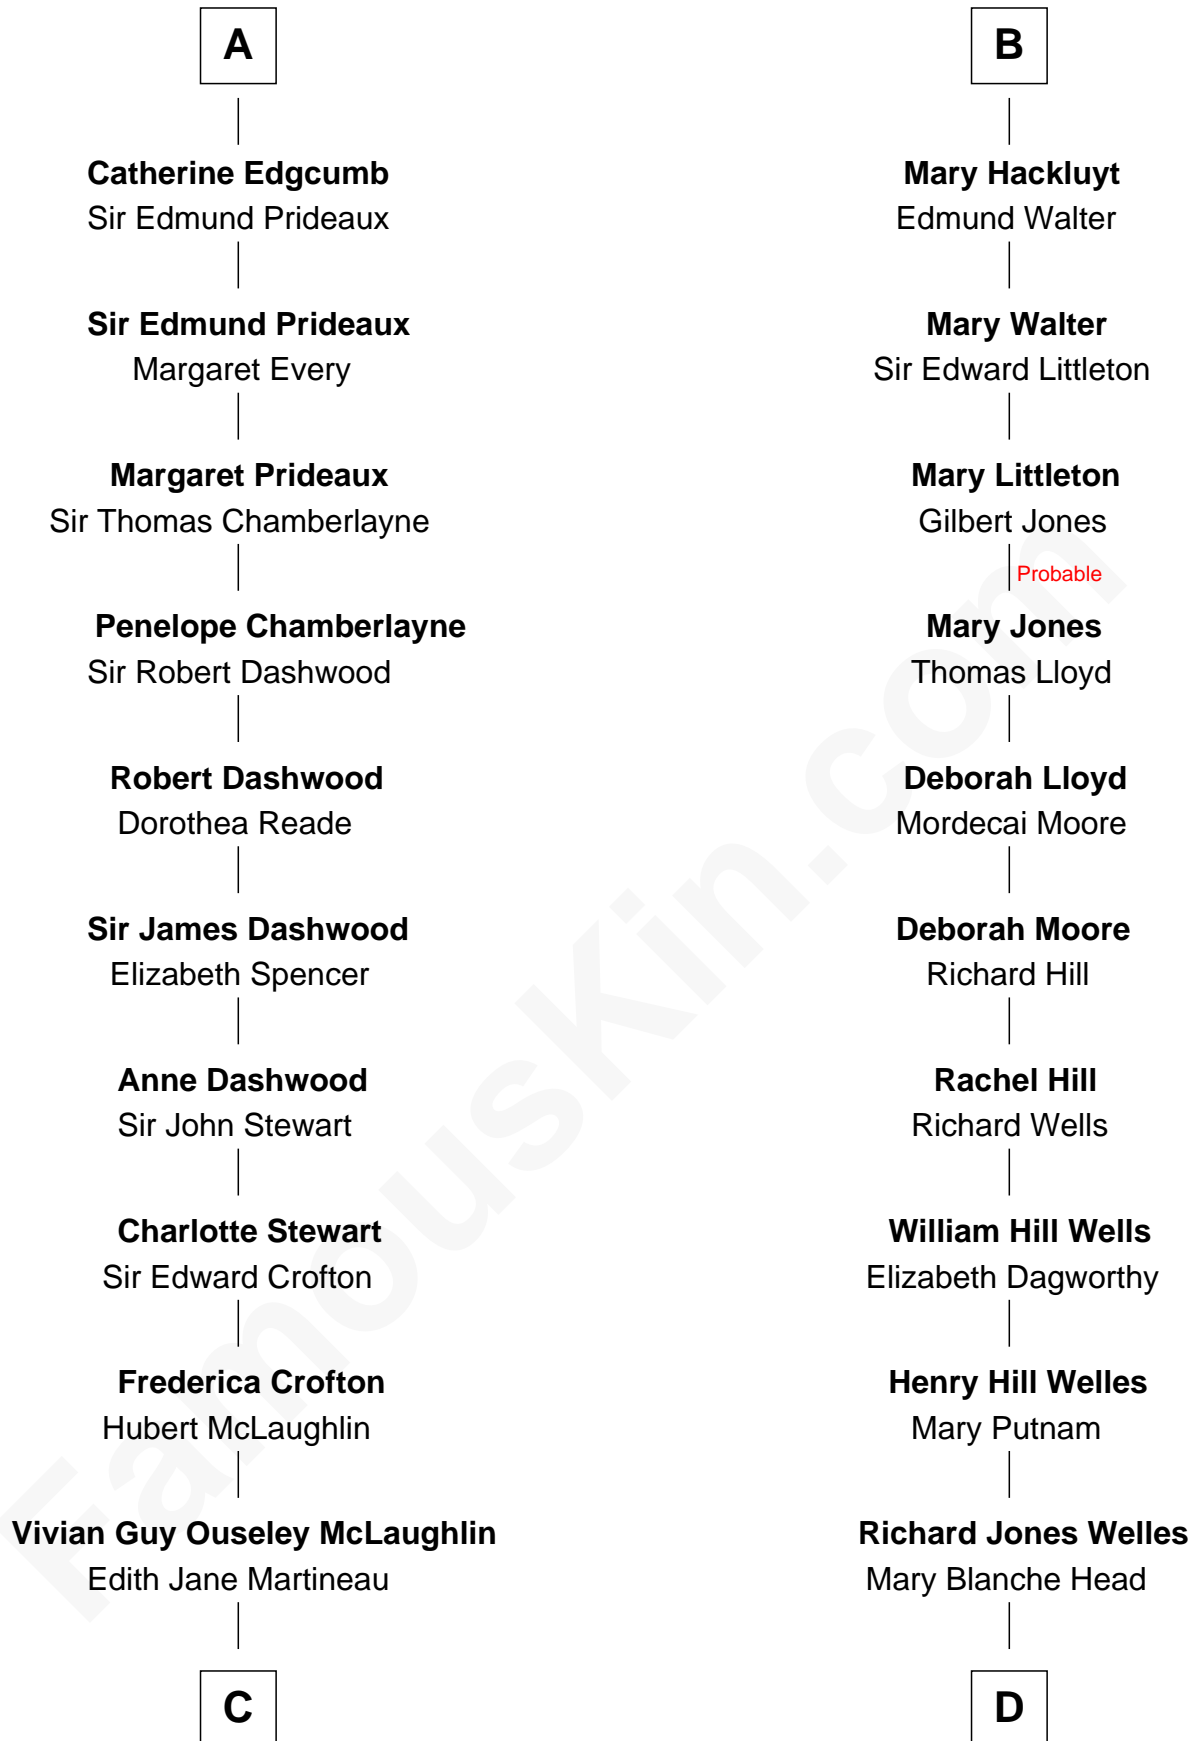 A
Catherine Edgcumb
Sir Edmund Prideaux
Sir Edmund Prideaux
Margaret Every
Margaret Prideaux
Sir Thomas Chamberlayne
Penelope Chamberlayne
Sir Robert Dashwood
Robert Dashwood
Dorothea Reade
Sir James Dashwood
Elizabeth Spencer
Anne Dashwood
Sir John Stewart
Charlotte Stewart
Sir Edward Crofton
Frederica Crofton
Hubert McLaughlin
Vivian Guy Ouseley McLaughlin
Edith Jane Martineau
C
B
Mary Hackluyt
Edmund Walter
Mary Walter
Sir Edward Littleton
Mary Littleton
Gilbert Jones
Probable
Mary Jones
Thomas Lloyd
Deborah Lloyd
Mordecai Moore
Deborah Moore
Richard Hill
Rachel Hill
Richard Wells
William Hill Wells
Elizabeth Dagworthy
Henry Hill Welles
Mary Putnam
Richard Jones Welles
Mary Blanche Head
D
FamousKin.com